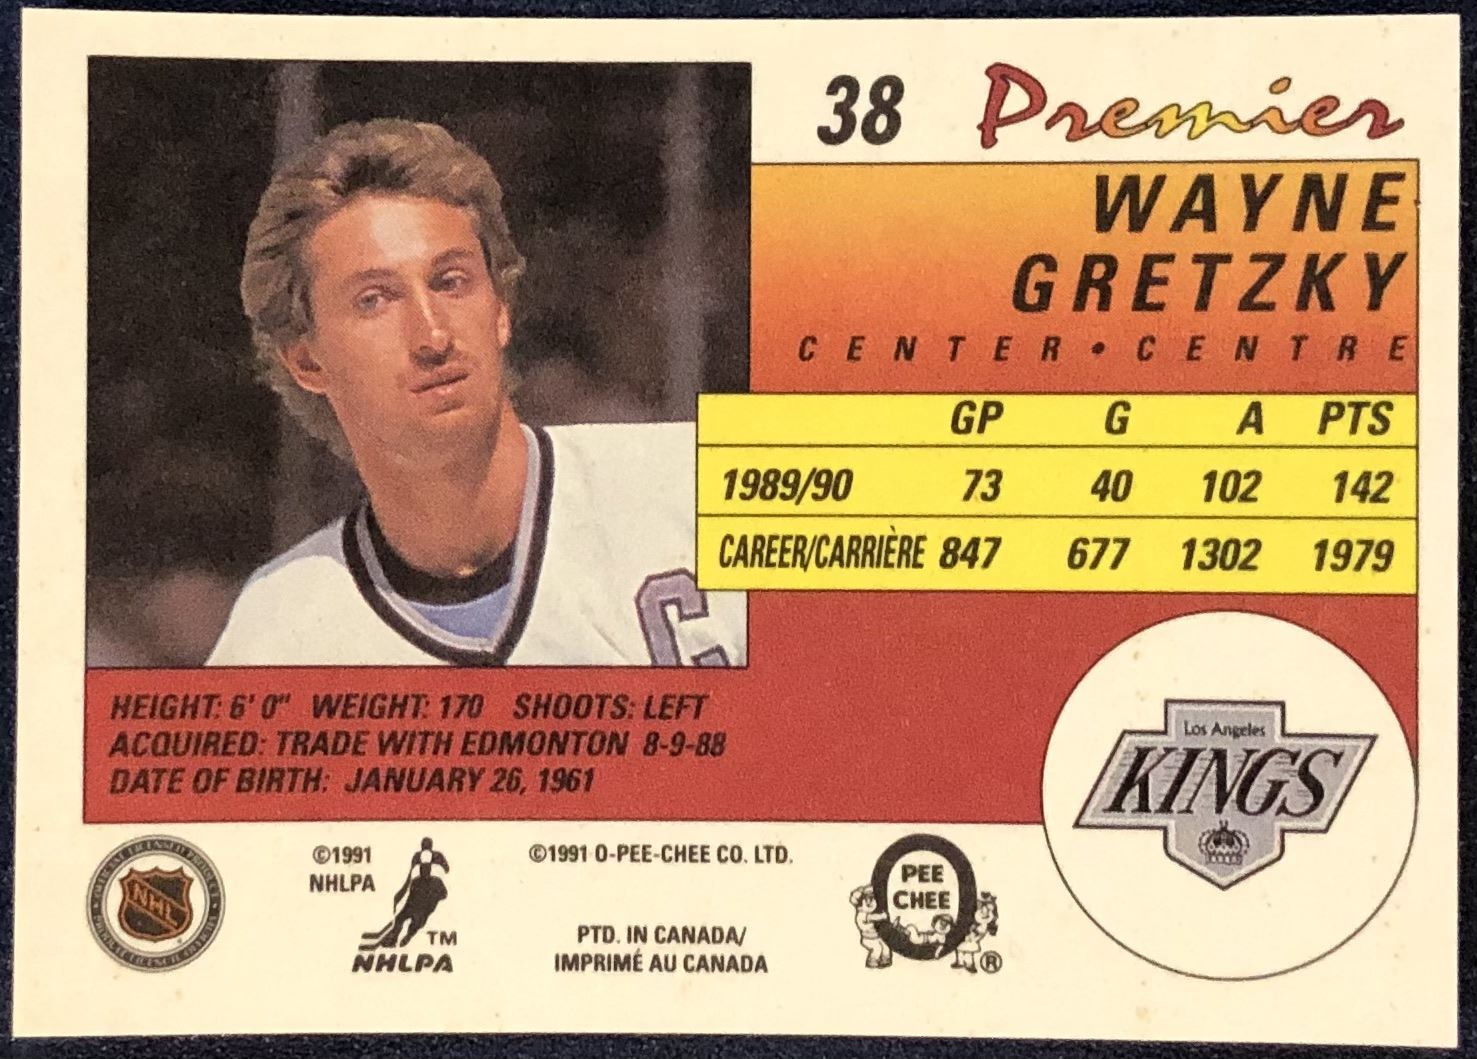 38 Premier
WAYNE
GRETZKY
CENTER • CENTRE
GP G A PTS
1989/90 73 40 102 142
CAREER/CARRIÈRE 847 677 1302 1979
C
HEIGHT: 6' 0" WEIGHT: 170 SHOOTS: LEFT
ACQUIRED: TRADE WITH EDMONTON 8-9-88
DATE OF BIRTH: JANUARY 26, 1961
Los Angeles
KINGS
NHL
©1991
NHLPA
TM
NHLPA
©1991 O-PEE-CHEE CO. LTD.
PTD. IN CANADA/
IMPRIMÉ AU CANADA
O
PEE
CHEE
®